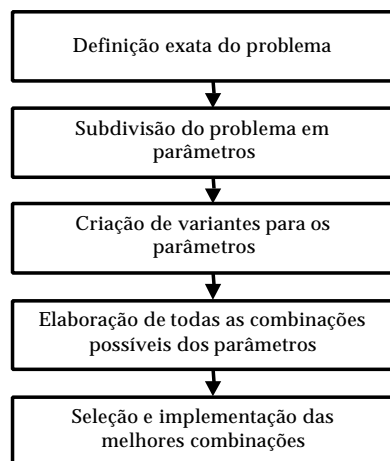 Definição exata do problema
Subdivisão do problema em
parâmetros
Criação de variantes para os
parâmetros
Elaboração de todas as combinações
possíveis dos parâmetros
Seleção e implementação das
melhores combinações